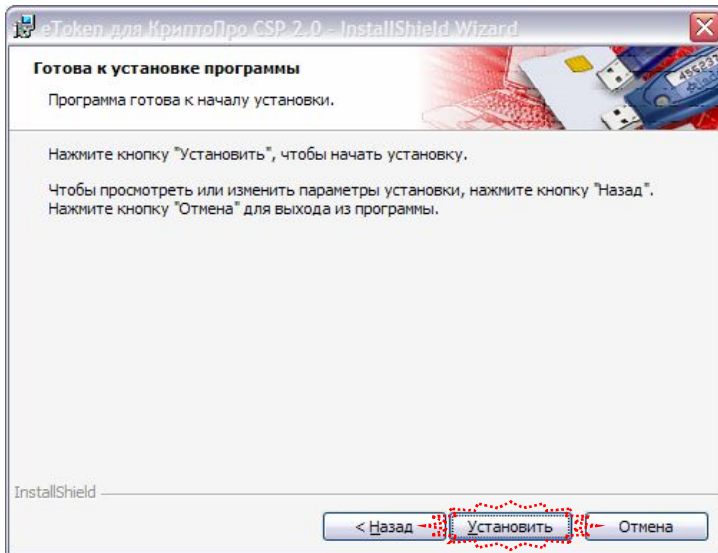 eToken для КриптоПро CSP 2.0 - InstallShield Wizard
Готова к установке программы
Программа готова к началу установки.
Нажмите кнопку "Установить", чтобы начать установку.
Чтобы просмотреть или изменить параметры установки, нажмите кнопку "Назад".
Нажмите кнопку "Отмена" для выхода из программы.
InstallShield
< Назад
Установить
Отмена